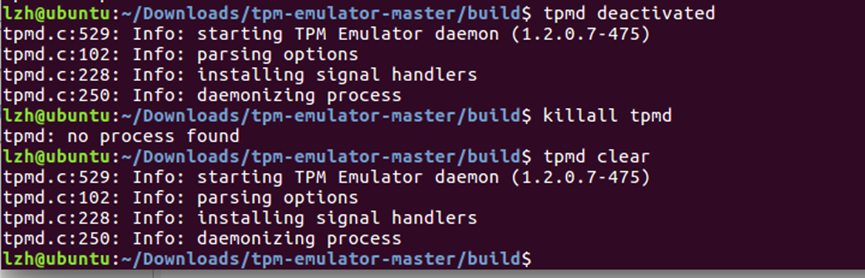 lzh@ubuntu:~/Downloads/tpm-emulator-master/build$ tpmd deactivated
tpmd.c:529: Info: starting TPM Emulator daemon (1.2.0.7-475)
tpmd.c:102: Info: parsing options
tpmd.c:228: Info: installing signal handlers
tpmd.c:250: Info: daemonizing process
lzh@ubuntu:~/Downloads/tpm-emulator-master/build$ killall tpmd
tpmd: no process found
lzh@ubuntu:~/Downloads/tpm-emulator-master/build$ tpmd clear
tpmd.c:529: Info: starting TPM Emulator daemon (1.2.0.7-475)
tpmd.c:102: Info: parsing options
tpmd.c:228: Info: installing signal handlers
tpmd.c:250: Info: daemonizing process
lzh@ubuntu:~/Downloads/tpm-emulator-master/build$